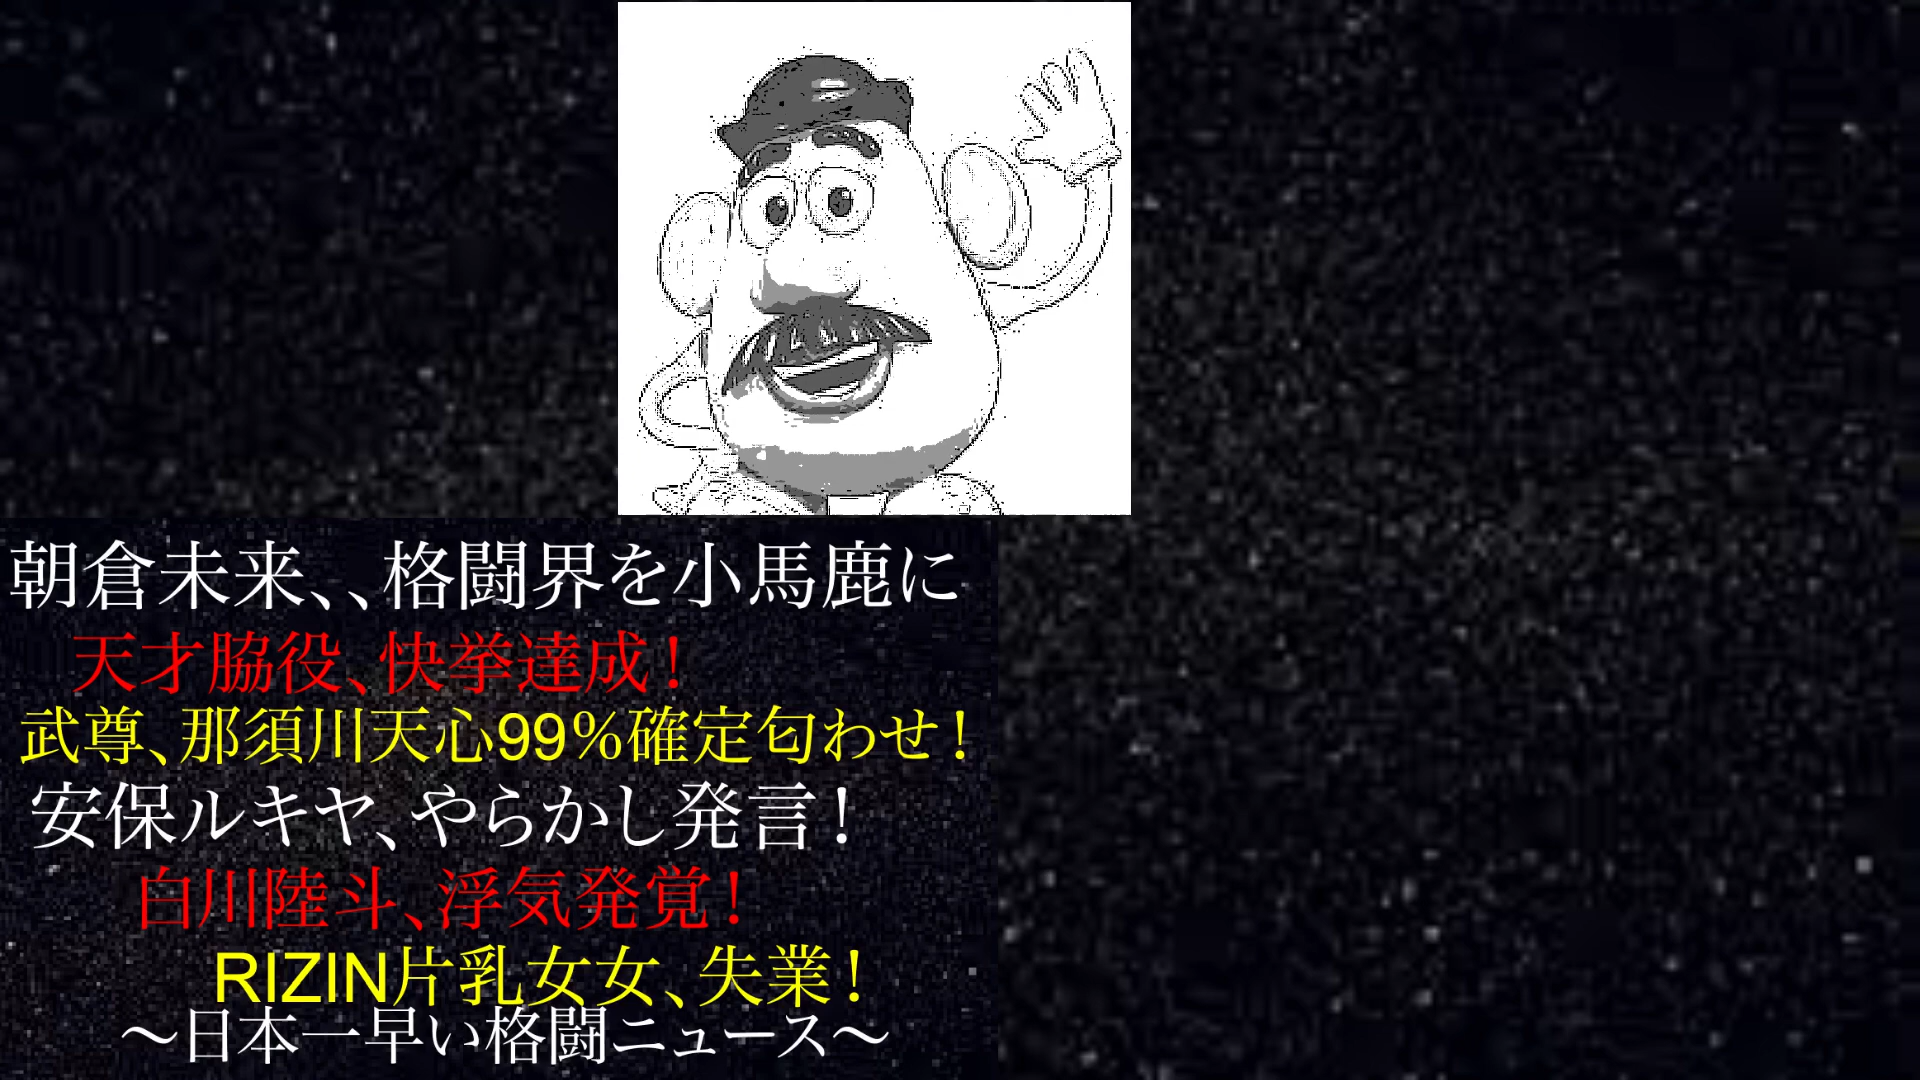 朝倉未来、、格闘界を小馬鹿に
天才脇役、快挙達成！
武尊、那須川天心99％確定匂わせ！
安保ルキヤ、やらかし発言！
白川陸斗、浮気発覚！
RIZIN片乳女女、失業！
～日本一早い格闘ニュース～